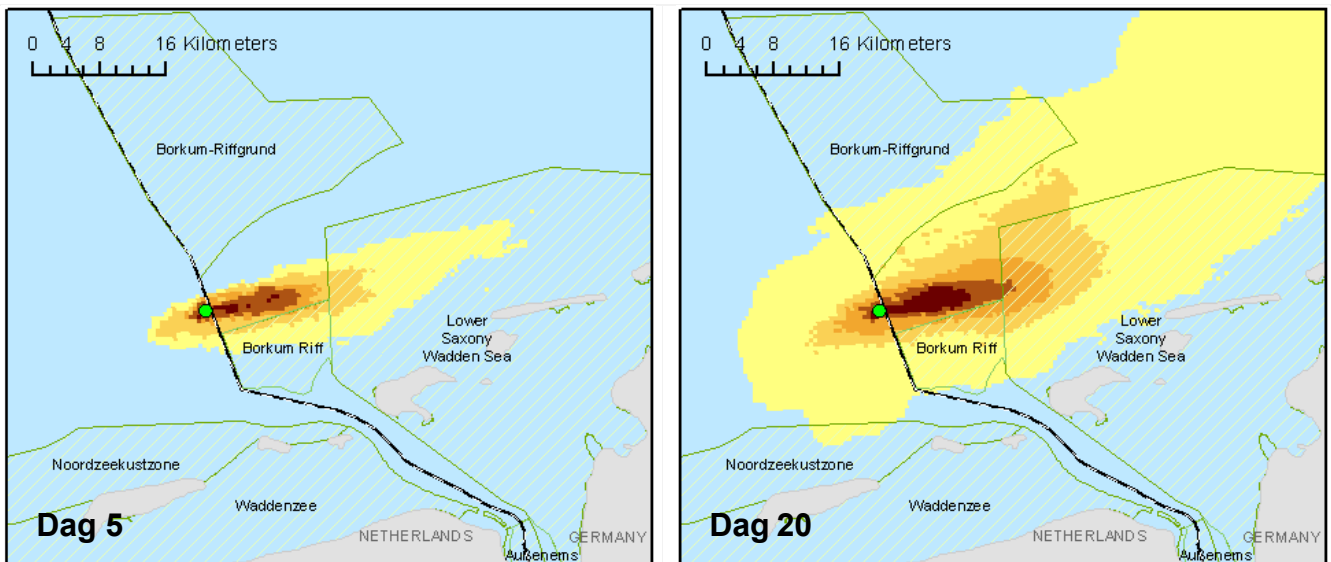 0 4 8 16 Kilometers
Borkum-Riffgrund
Lower
Saxony
Wadden Sea
Borkum Riff
Noordzeekustzone
Waddenzee
Dag 5
NETHERLANDS
GERMANY
Außenems
0 4 8 16 Kilometers
Borkum-Riffgrund
Lower
Saxony
Wadden Sea
Borkum Riff
Noordzeekustzone
Waddenzee
Dag 20
NETHERLANDS
GERMANY
Außenems